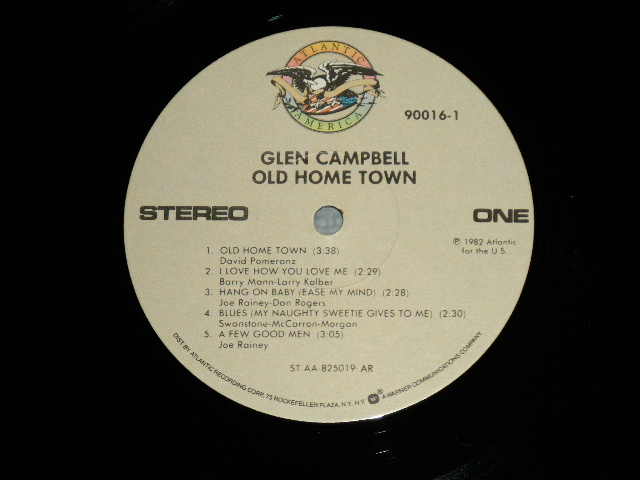 ATLANTIC
AMERICA
90016-1
GLEN CAMPBELL
OLD HOME TOWN
STEREO
ONE
℗ 1982 Atlantic
for the U S.
1. OLD HOME TOWN (3:38)
David Pomeranz
2. I LOVE HOW YOU LOVE ME (2:29)
Barry Mann-Larry Kolber
3. HANG ON BABY (EASE MY MIND) (2:28)
Joe Rainey-Dan Rogers
4. BLUES (MY NAUGHTY SWEETIE GIVES TO ME) (2:30)
Swanstone-McCarron-Morgan
5. A FEW GOOD MEN (3:05)
Joe Rainey
ST AA-825019-AR
DIST. BY ATLANTIC RECORDING CORP. 75 ROCKEFELLER PLAZA, N.Y., N.Y. A WARNER COMMUNICATIONS COMPANY